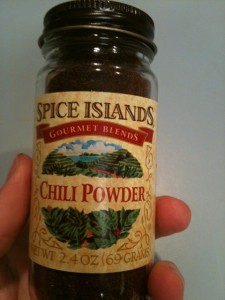 SPICE ISLANDS
GOURMET BLENDS
CHILI POWDER
NET WT 2.4 OZ (69 GRAMS)